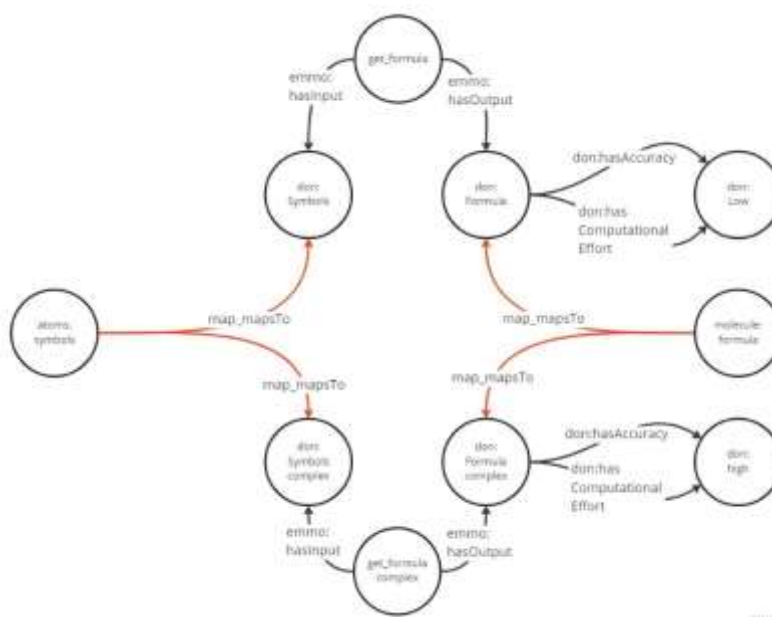 get_formula
emmo:
hasInput
emmo:
hasOutput
don:
Symbols
don:
Formula
don:hasAccuracy
don:has
Computational
Effort
don:
Low
atoms:
symbols
map_mapsTo
map_mapsTo
molecule:
formula
map_mapsTo
map_mapsTo
don:
Symbols
complex
don:
Formula
complex
don:hasAccuracy
don:has
Computational
Effort
don:
high
emmo:
hasInput
get_formula
complex
emmo:
hasOutput